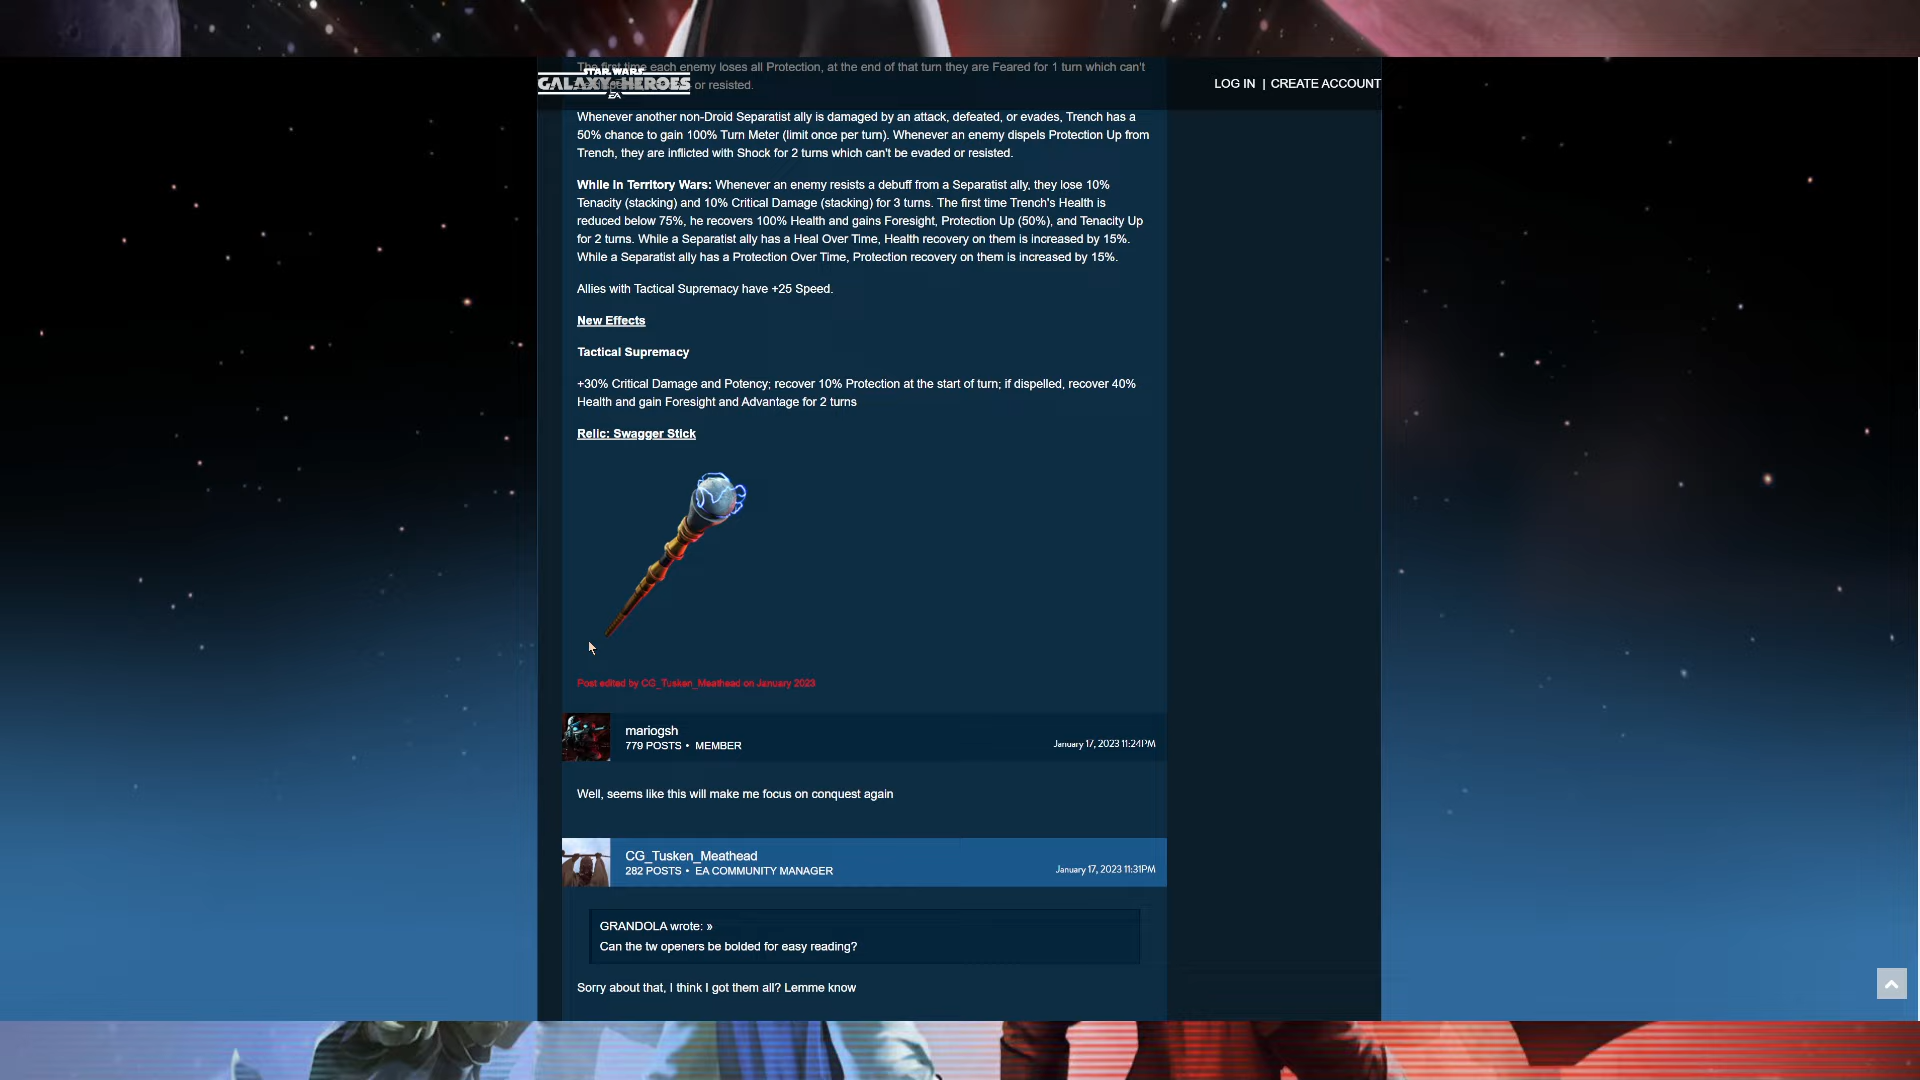 The first time each enemy loses all Protection, at the end of that turn they are Feared for 1 turn which can't
STAR WARS
GALAXY OF HEROES
EA
or resisted.
LOG IN | CREATE ACCOUNT
Whenever another non-Droid Separatist ally is damaged by an attack, defeated, or evades, Trench has a
50% chance to gain 100% Turn Meter (limit once per turn). Whenever an enemy dispels Protection Up from
Trench, they are inflicted with Shock for 2 turns which can't be evaded or resisted.
While in Territory Wars: Whenever an enemy resists a debuff from a Separatist ally, they lose 10%
Tenacity (stacking) and 10% Critical Damage (stacking) for 3 turns. The first time Trench's Health is
reduced below 75%, he recovers 100% Health and gains Foresight, Protection Up (50%), and Tenacity Up
for 2 turns. While a Separatist ally has a Heal Over Time, Health recovery on them is increased by 15%.
While a Separatist ally has a Protection Over Time, Protection recovery on them is increased by 15%.
Allies with Tactical Supremacy have +25 Speed.
New Effects
Tactical Supremacy
+30% Critical Damage and Potency; recover 10% Protection at the start of turn; if dispelled, recover 40%
Health and gain Foresight and Advantage for 2 turns
Relic: Swagger Stick
Post edited by CG_Tusken_Meathead on January 2023
mariogsh
779 POSTS • MEMBER
January 17, 2023 11:24PM
Well, seems like this will make me focus on conquest again
CG_Tusken_Meathead
282 POSTS • EA COMMUNITY MANAGER
January 17, 2023 11:31PM
GRANDOLA wrote: »
Can the tw openers be bolded for easy reading?
Sorry about that, I think I got them all? Lemme know